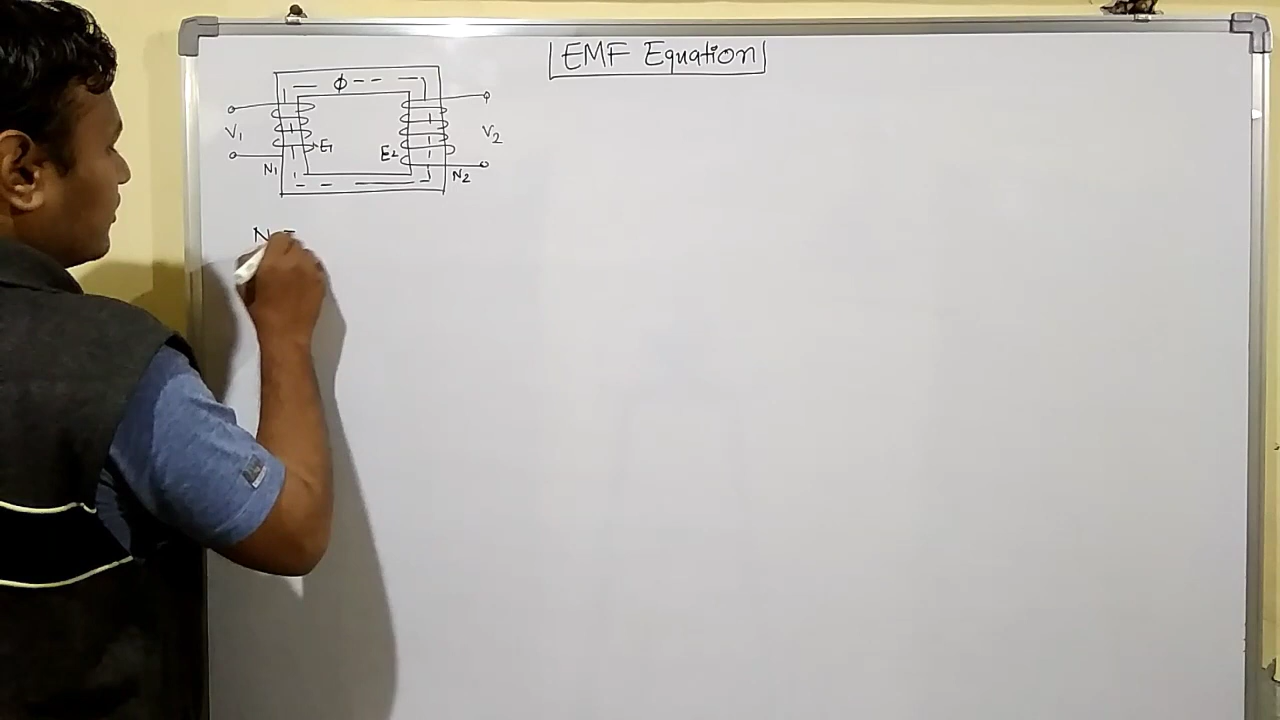 EMF Equation
Φ
V1
E1
E2
V2
N1
N2
N